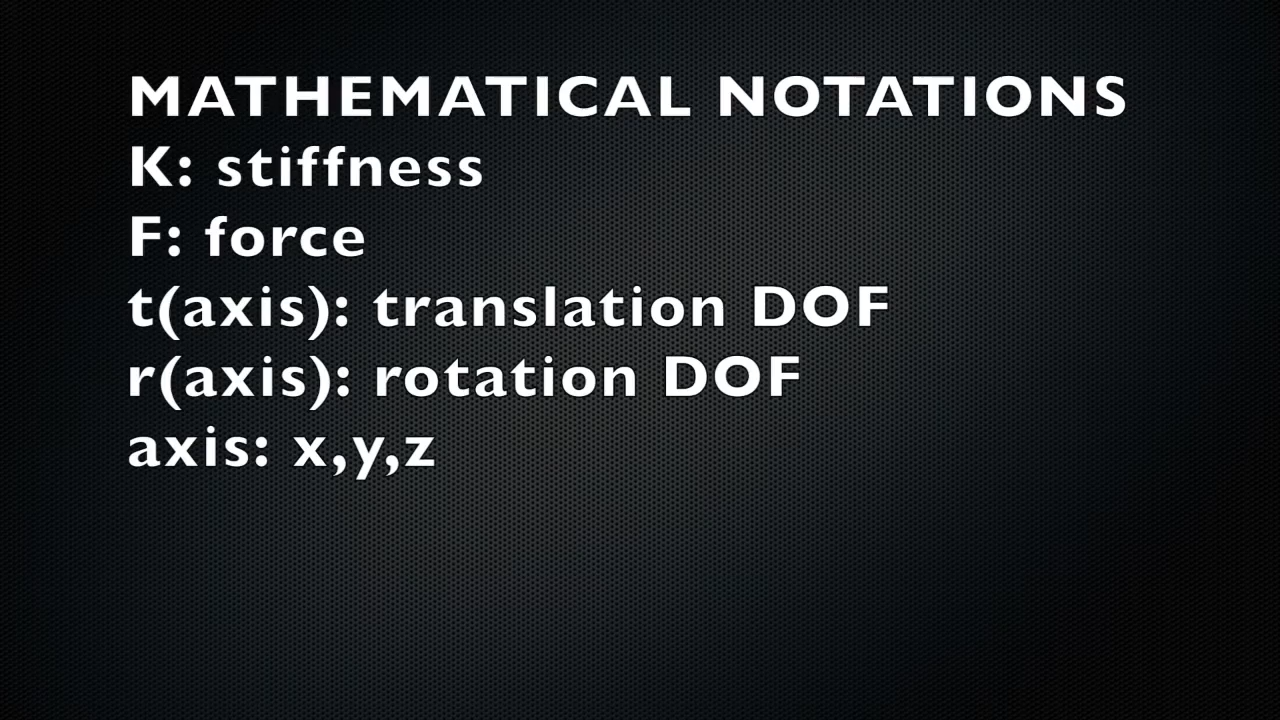 MATHEMATICAL NOTATIONS
K: stiffness
F: force
t(axis): translation DOF
r(axis): rotation DOF
axis: x,y,z